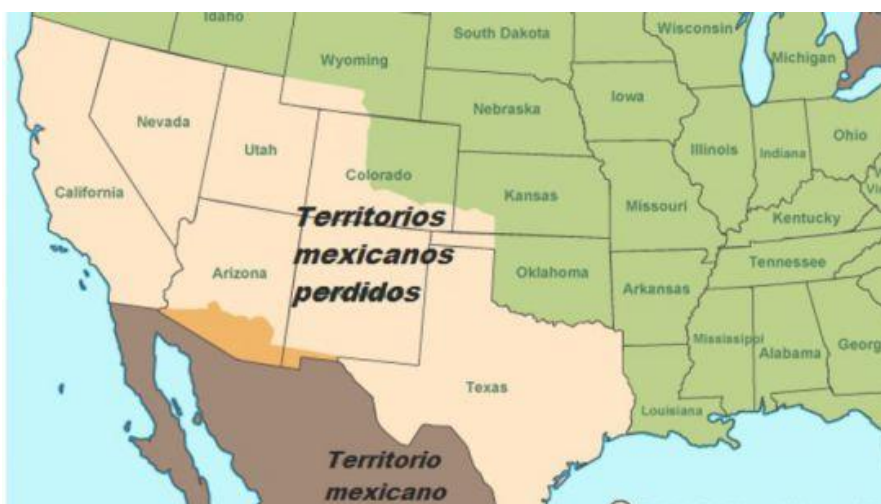 Idaho
Wisconsin
South Dakota
Michigan
Wyoming
Nebraska
Iowa
Nevada
Ohio
Utah
Illinois
Indiana
Colorado
California
Kansas
Missouri
Kentucky
Territorios
mexicanos
perdidos
Arizona
Oklahoma
Tennessee
Arkansas
Mississippi
Alabama
Georg
Texas
Louisiana
Territorio
mexicano